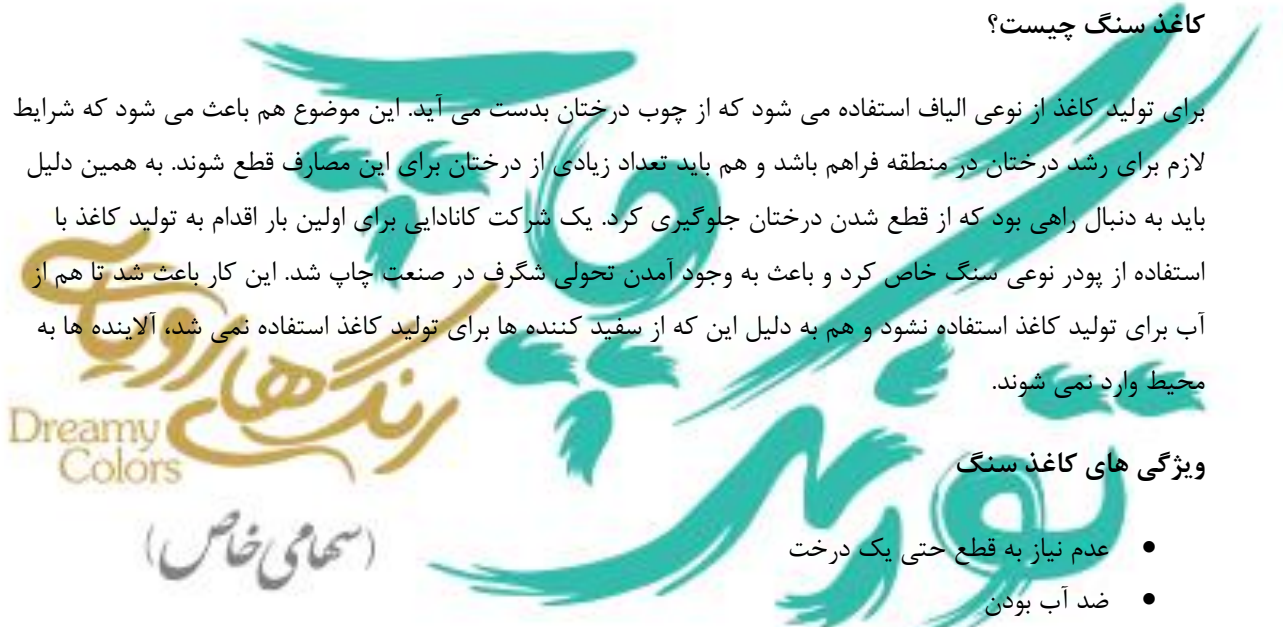 کاغذ سنگ چیست؟
برای تولید کاغذ از نوعی الیاف استفاده می شود که از چوب درختان بدست می آید. این موضوع هم باعث می شود که شرایط
لازم برای رشد درختان در منطقه فراهم باشد و هم باید تعداد زیادی از درختان برای این مصارف قطع شوند. به همین دلیل
باید به دنبال راهی بود که از قطع شدن درختان جلوگیری کرد. یک شرکت کانادایی برای اولین بار اقدام به تولید کاغذ با
استفاده از پودر نوعی سنگ خاص کرد و باعث به وجود آمدن تحولی شگرف در صنعت چاپ شد. این کار باعث شد تا هم از
آب برای تولید کاغذ استفاده نشود و هم به دلیل این که از سفید کننده ها برای تولید کاغذ استفاده نمی شد، آلاینده ها به
محیط وارد نمی شوند.
رنگ های رویایی
Dreamy
Colors
(سهامی خاص)
ویژگی های کاغذ سنگ
• عدم نیاز به قطع حتی یک درخت
• ضد آب بودن